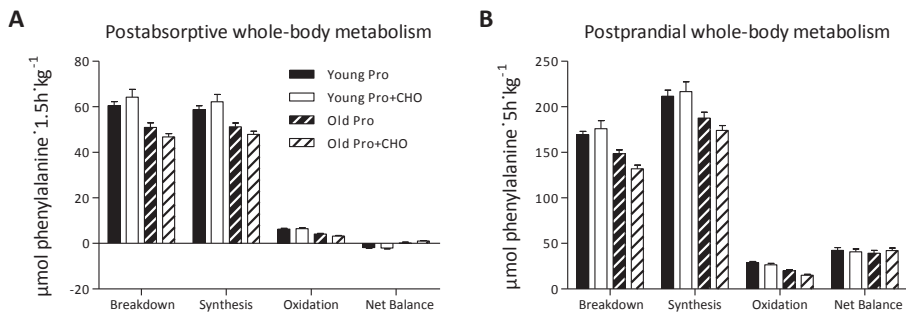 A
Postabsorptive whole-body metabolism
µmol phenylalanine˙1.5h˙kg⁻¹
80
60
40
20
0
-20
Young Pro
Young Pro+CHO
Old Pro
Old Pro+CHO
Breakdown Synthesis Oxidation Net Balance
B
Postprandial whole-body metabolism
µmol phenylalanine˙5h˙kg⁻¹
250
200
150
100
50
0
Breakdown Synthesis Oxidation Net Balance